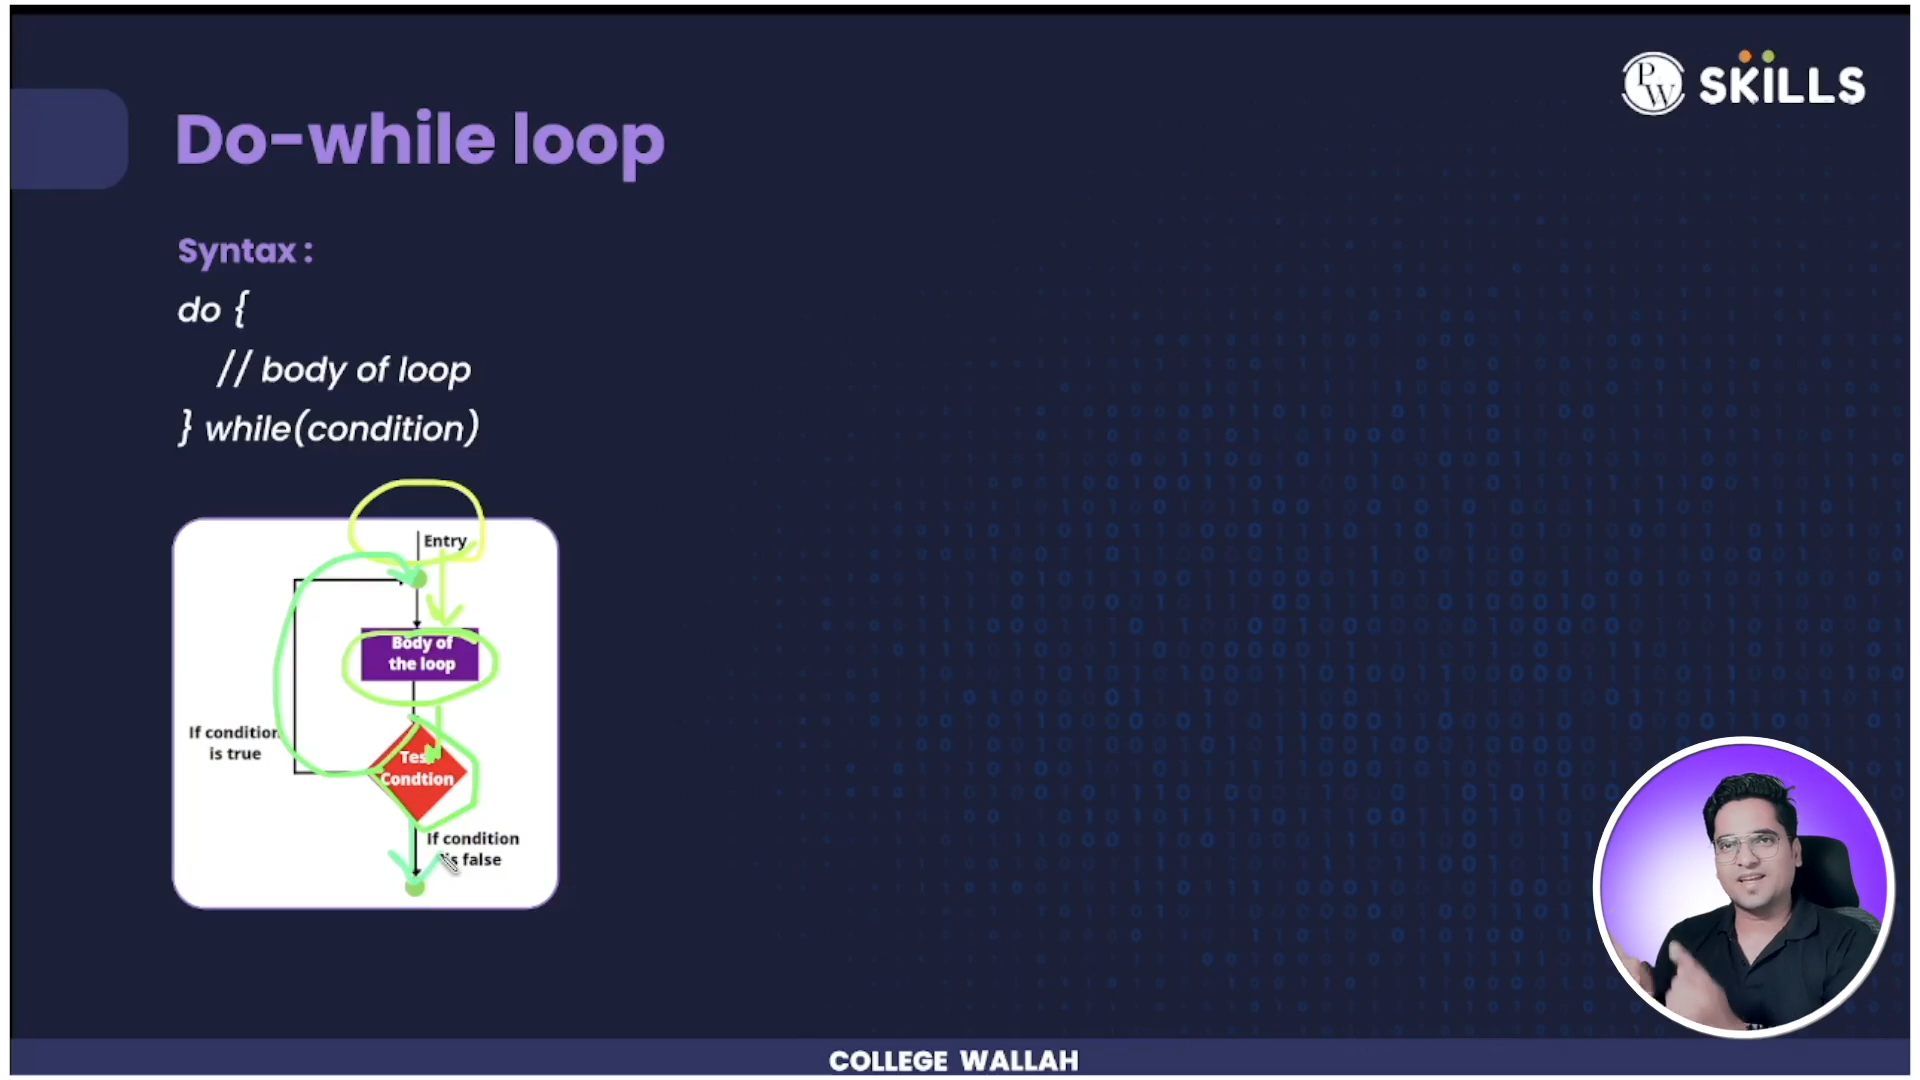 PW SKILLS
Do-while loop
Syntax :
do {
// body of loop
} while(condition)
Entry
Body of
the loop
If condition
is true
Test
Condtion
If condition
is false
COLLEGE WALLAH